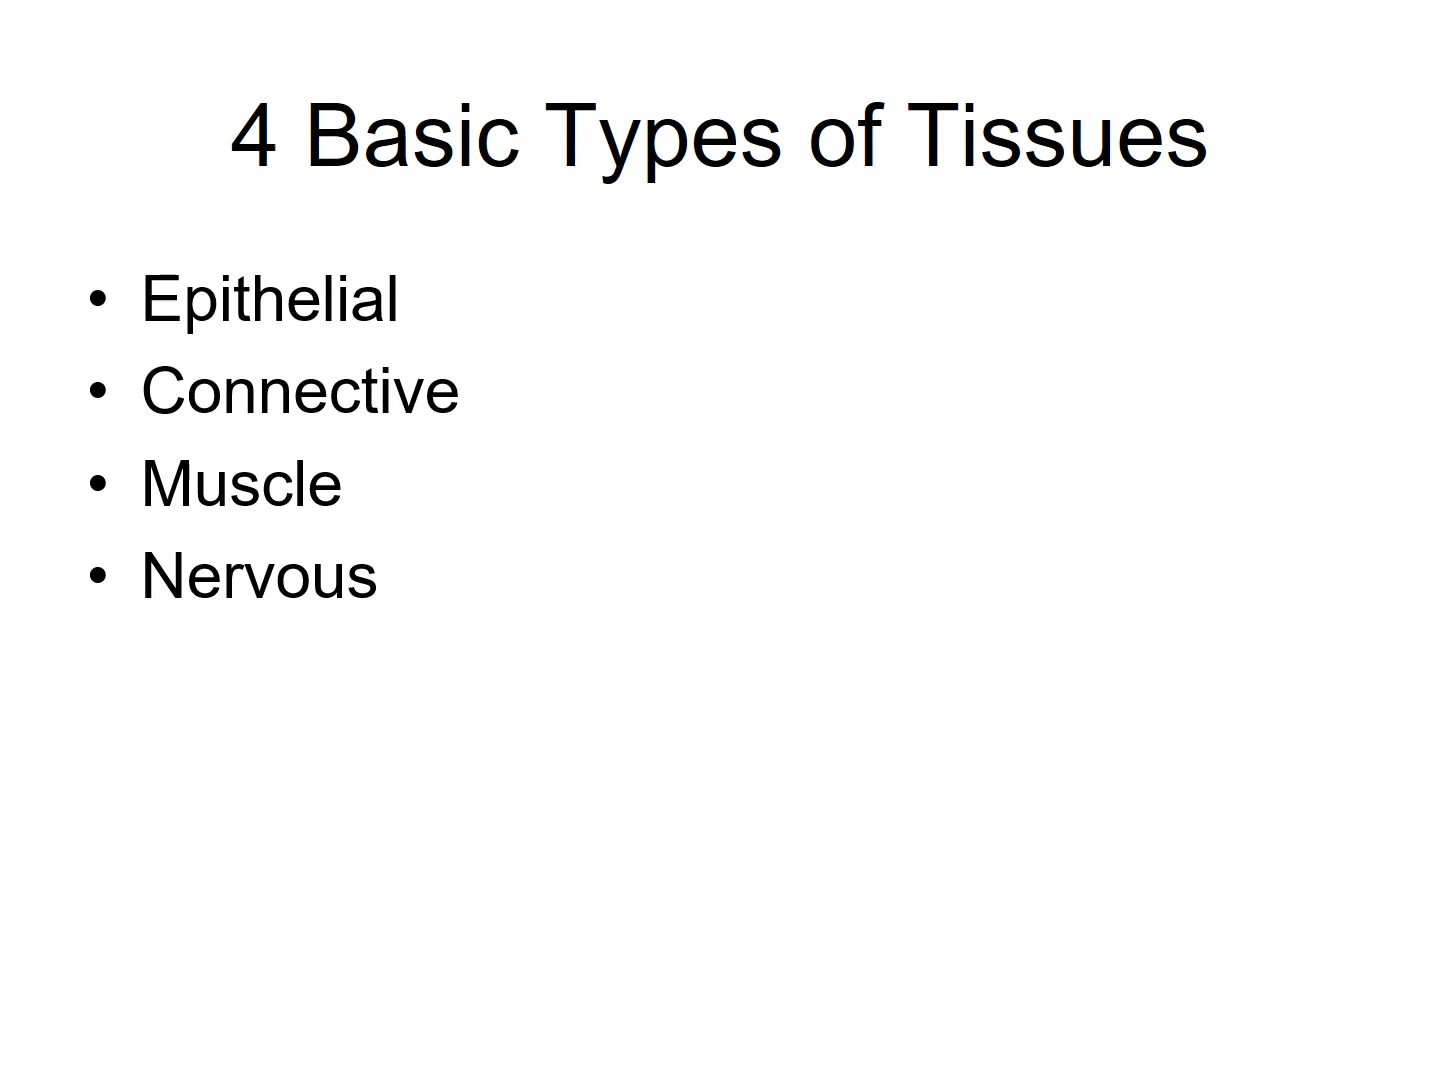 4 Basic Types of Tissues
• Epithelial
• Connective
• Muscle
• Nervous